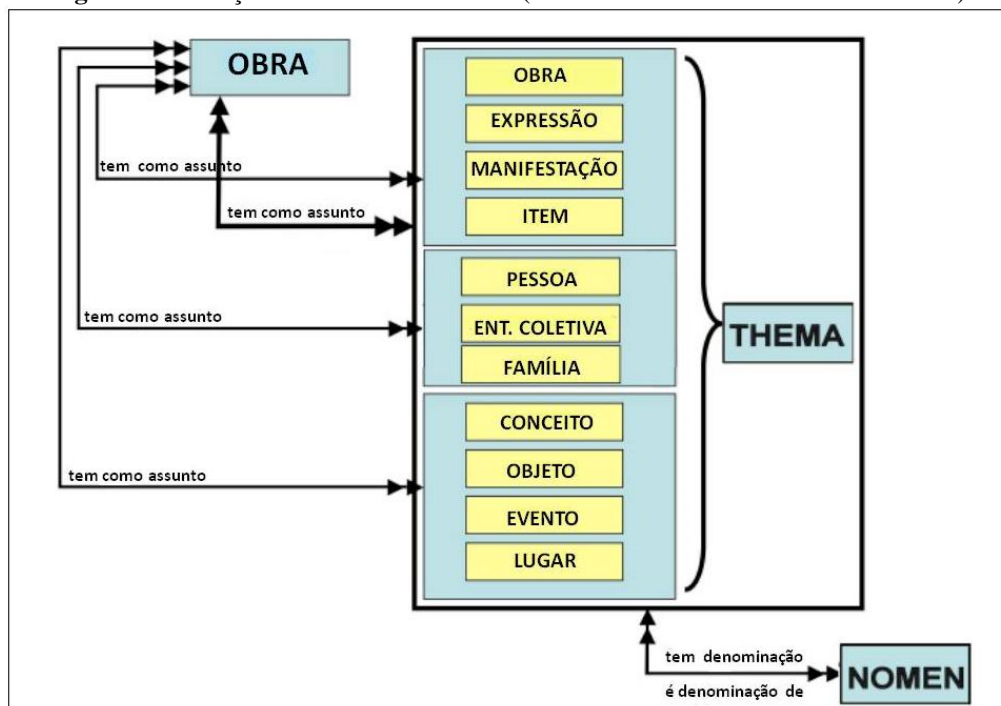 OBRA
OBRA
EXPRESSÃO
MANIFESTAÇÃO
ITEM
tem como assunto
tem como assunto
PESSOA
ENT. COLETIVA
FAMÍLIA
tem como assunto
THEMA
CONCEITO
OBJETO
EVENTO
LUGAR
tem como assunto
tem denominação
é denominação de
NOMEN